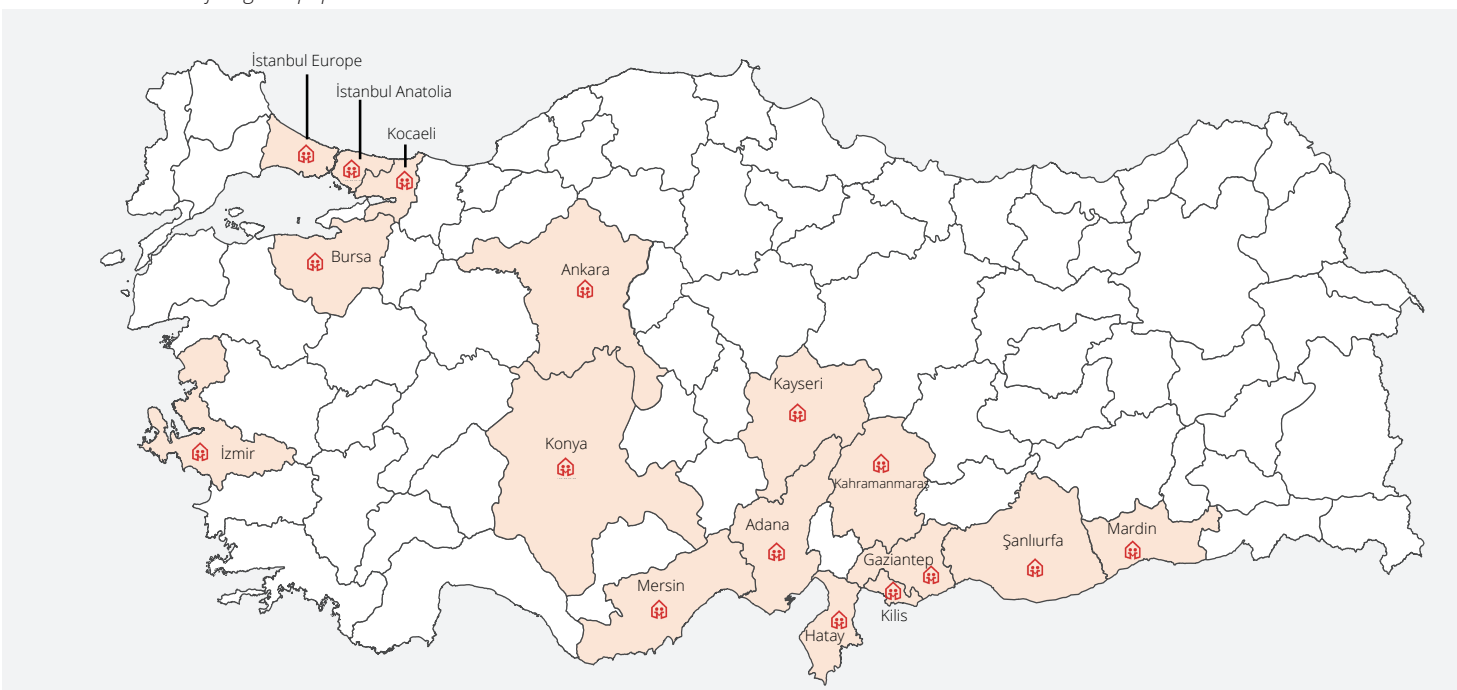 İstanbul Europe
İstanbul Anatolia
Kocaeli
Bursa
Ankara
Kayseri
Konya
İzmir
Kahramanmaraş
Adana
Mardin
Şanlıurfa
Gaziantep
Mersin
Kilis
Hatay